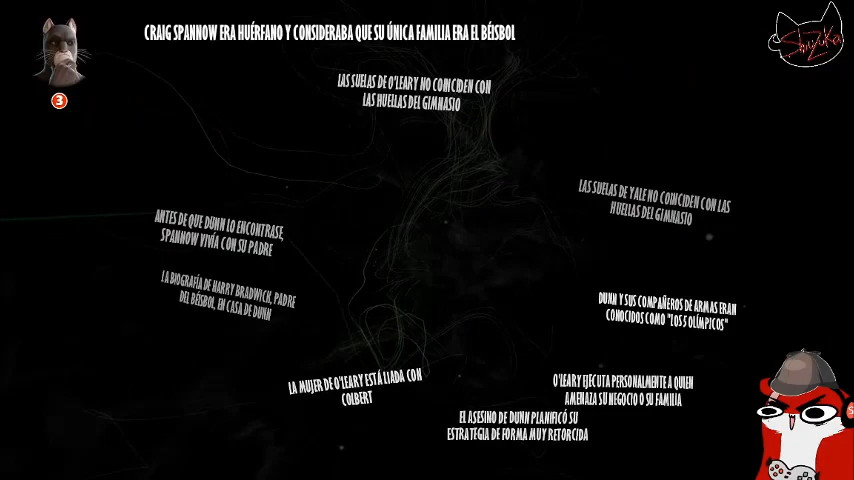 CRAIG SPANNOW ERA HUÉRFANO Y CONSIDERABA QUE SU ÚNICA FAMILIA ERA EL BÉISBOL
Shizuka
3
LAS SUELAS DE O'LEARY NO COINCIDEN CON
LAS HUELLAS DEL GIMNASIO
LAS SUELAS DE YALE NO COINCIDEN CON LAS
HUELLAS DEL GIMNASIO
ANTES DE QUE DUNN LO ENCONTRASE,
SPANNOW VIVÍA CON SU PADRE
LA BIOGRAFÍA DE HARRY BRADWICK, PADRE
DEL BÉISBOL, EN CASA DE DUNN
DUNN Y SUS COMPAÑEROS DE ARMAS ERAN
CONOCIDOS COMO "LOS 5 OLÍMPICOS"
LA MUJER DE O'LEARY ESTÁ LIADA CON
COLBERT
O'LEARY EJECUTA PERSONALMENTE A QUIEN
AMENAZA SU NEGOCIO O SU FAMILIA
EL ASESINO DE DUNN PLANIFICÓ SU
ESTRATEGIA DE FORMA MUY RETORCIDA
S